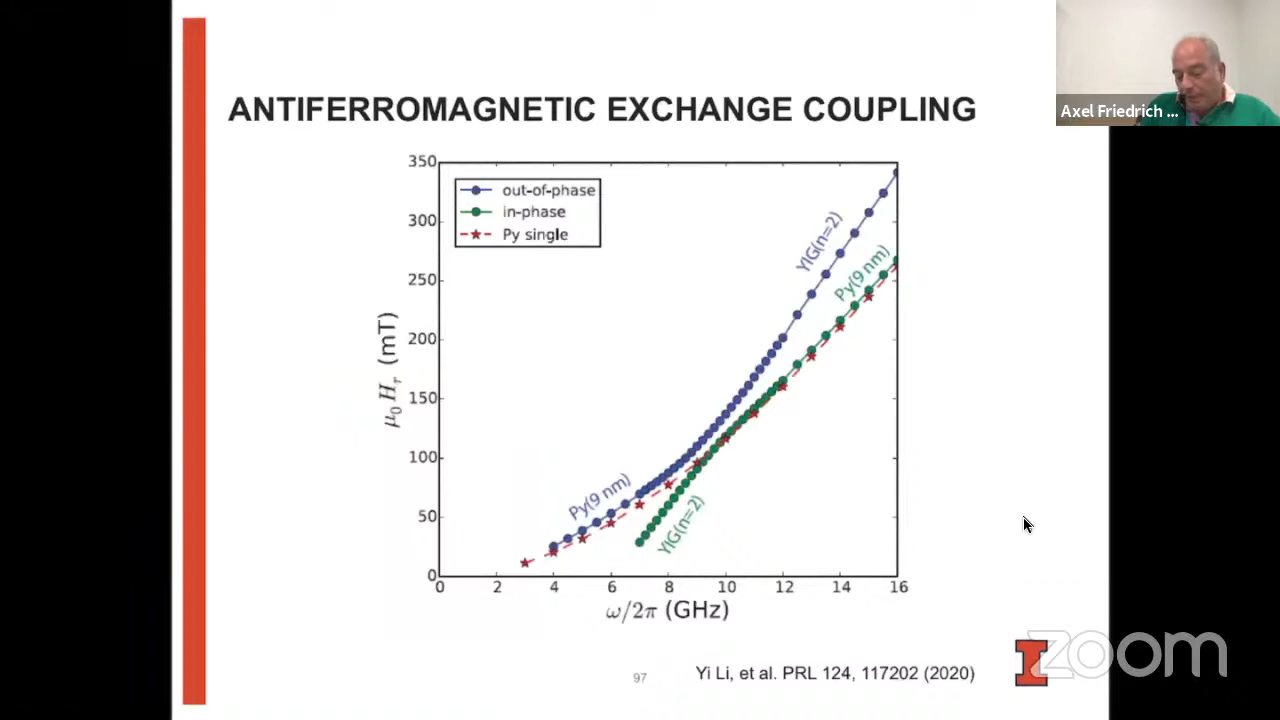 ANTIFERROMAGNETIC EXCHANGE COUPLING
Axel Friedrich ...
350
300
250
200
150
100
50
0
out-of-phase
in-phase
Py single
YIG(n=2)
Py(9 nm)
Py(9 nm)
YIG(n=2)
μ₀Hᵣ (mT)
0 2 4 6 8 10 12 14 16
ω/2π (GHz)
97
Yi Li, et al. PRL 124, 117202 (2020)
I
zoom